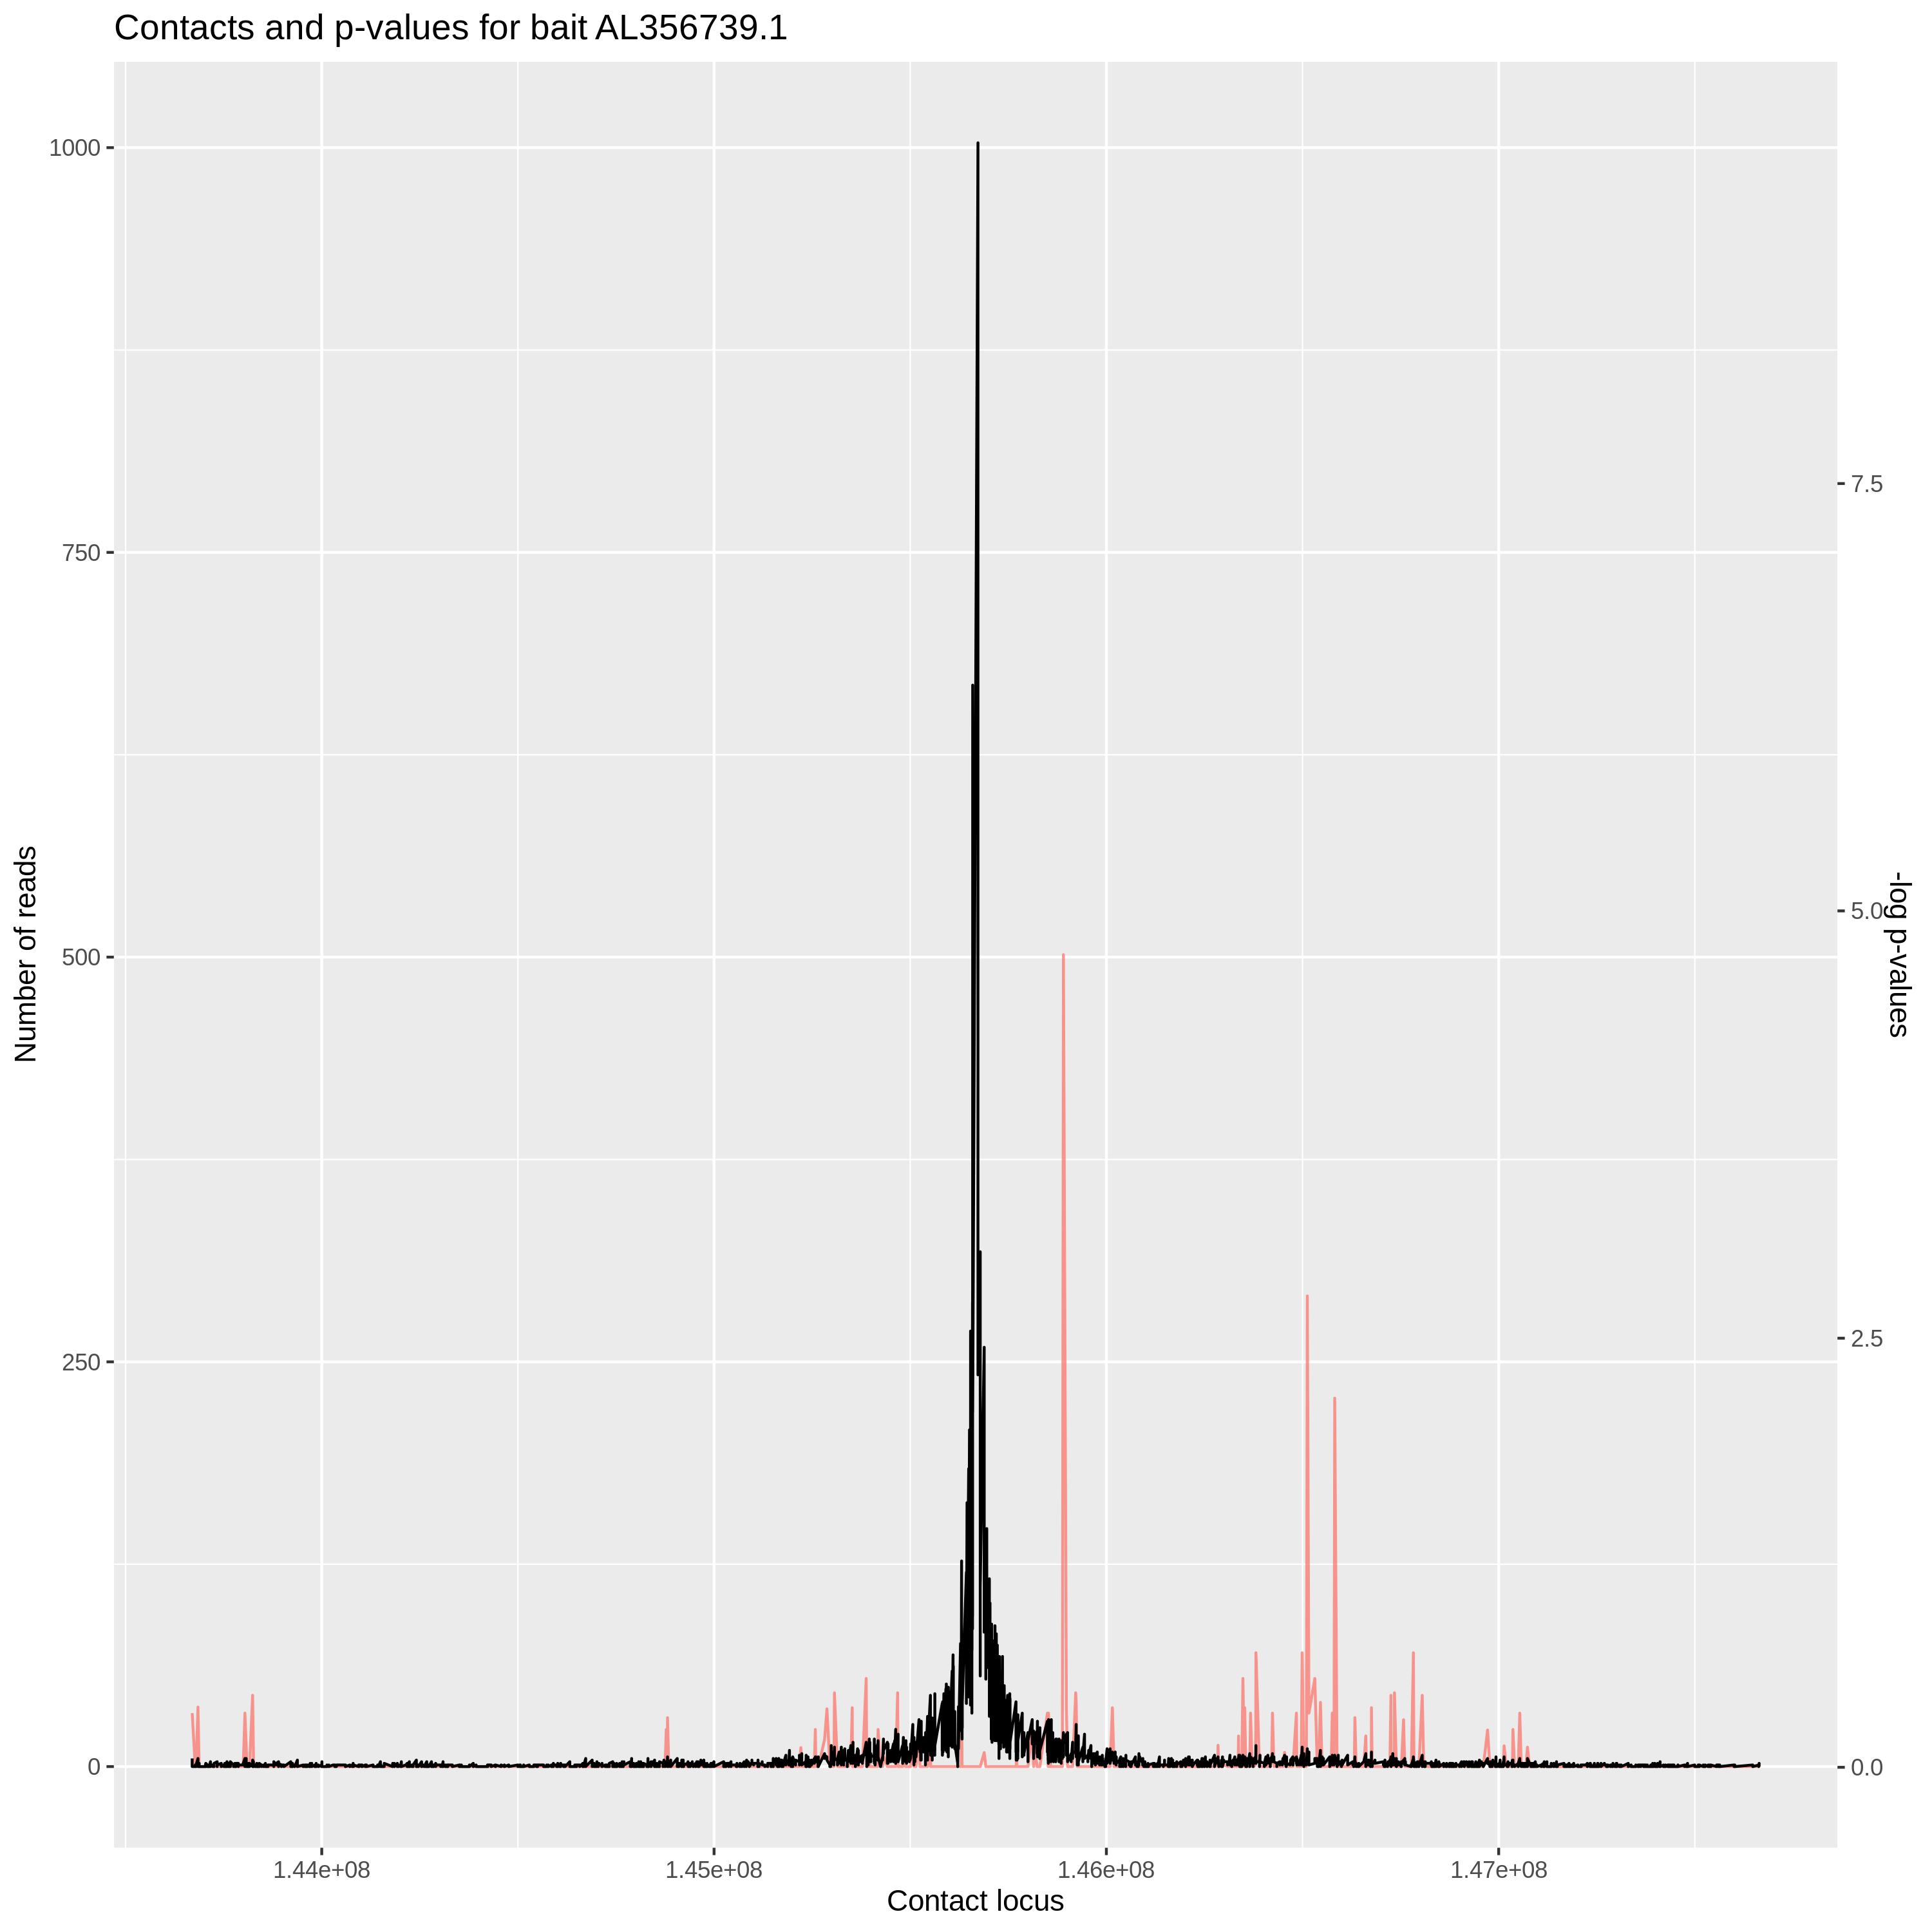 Contacts and p-values for bait AL356739.1
1000
750
500
250
0
Number of reads
7.5
5.0
2.5
0.0
-log p-values
1.44e+08
1.45e+08
1.46e+08
1.47e+08
Contact locus